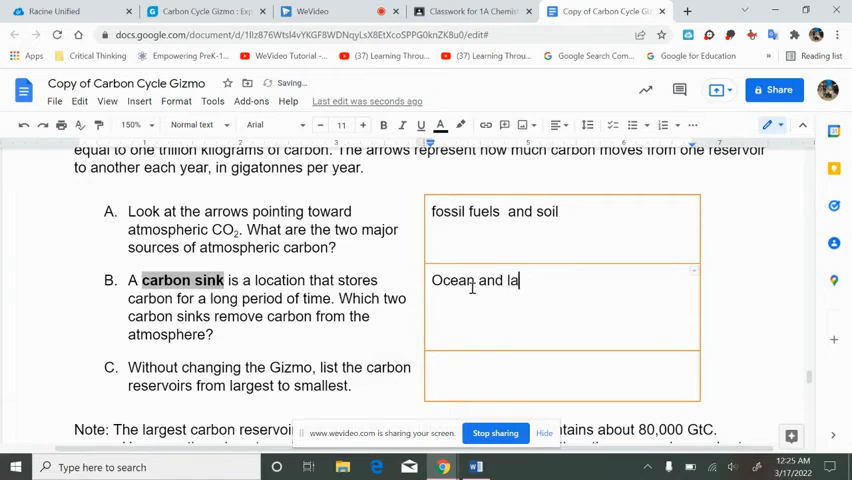 Racine Unified
Carbon Cycle Gizmo : Exp
WeVideo
Classwork for 1A Chemist
Copy of Carbon Cycle Gizmo
docs.google.com/document/d/
Apps
Critical Thinking
WeVideo Tutorial -...
(37) Learning Through...
(37) Learning Through...
Google Search Com...
Google for Education
Reading list
Copy of Carbon Cycle Gizmo
Saving...
File Edit View Insert Format Tools Add-ons Help Last edit was seconds ago
Share
150% Normal text Arial 11
5 6 7
equal to one trillion kilograms of carbon. The arrows represent how much carbon moves from one reservoir
to another each year, in gigatonnes per year.
A. Look at the arrows pointing toward
atmospheric CO2. What are the two major
sources of atmospheric carbon?
fossil fuels and soil
B. A carbon sink is a location that stores
carbon for a long period of time. Which two
carbon sinks remove carbon from the
atmosphere?
Ocean and la
C. Without changing the Gizmo, list the carbon
reservoirs from largest to smallest.
Note: The largest carbon reservoi
ntains about 80,000 GtC.
www.wevideo.com is sharing your screen.
Stop sharing
Hide
Type here to search
12:25 AM
3/17/2022